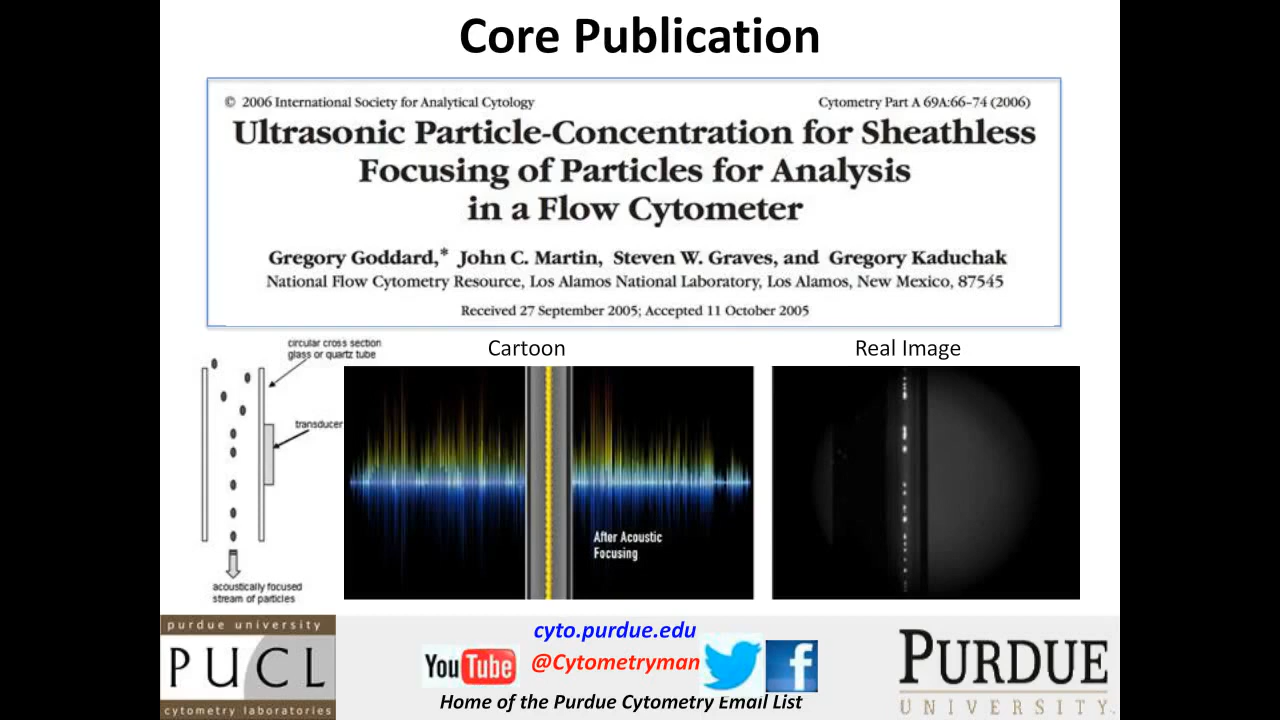 Core Publication
© 2006 International Society for Analytical Cytology
Cytometry Part A 69A:66–74 (2006)
Ultrasonic Particle-Concentration for Sheathless
Focusing of Particles for Analysis
in a Flow Cytometer
Gregory Goddard,* John C. Martin, Steven W. Graves, and Gregory Kaduchak
National Flow Cytometry Resource, Los Alamos National Laboratory, Los Alamos, New Mexico, 87545
Received 27 September 2005; Accepted 11 October 2005
circular cross section
glass or quartz tube
transducer
acoustically focused
stream of particles
Cartoon
After Acoustic
Focusing
Real Image
purdue university
PUCL
cytometry laboratories
cyto.purdue.edu
YouTube
@Cytometryman
f
Home of the Purdue Cytometry Email List
PURDUE
UNIVERSITY